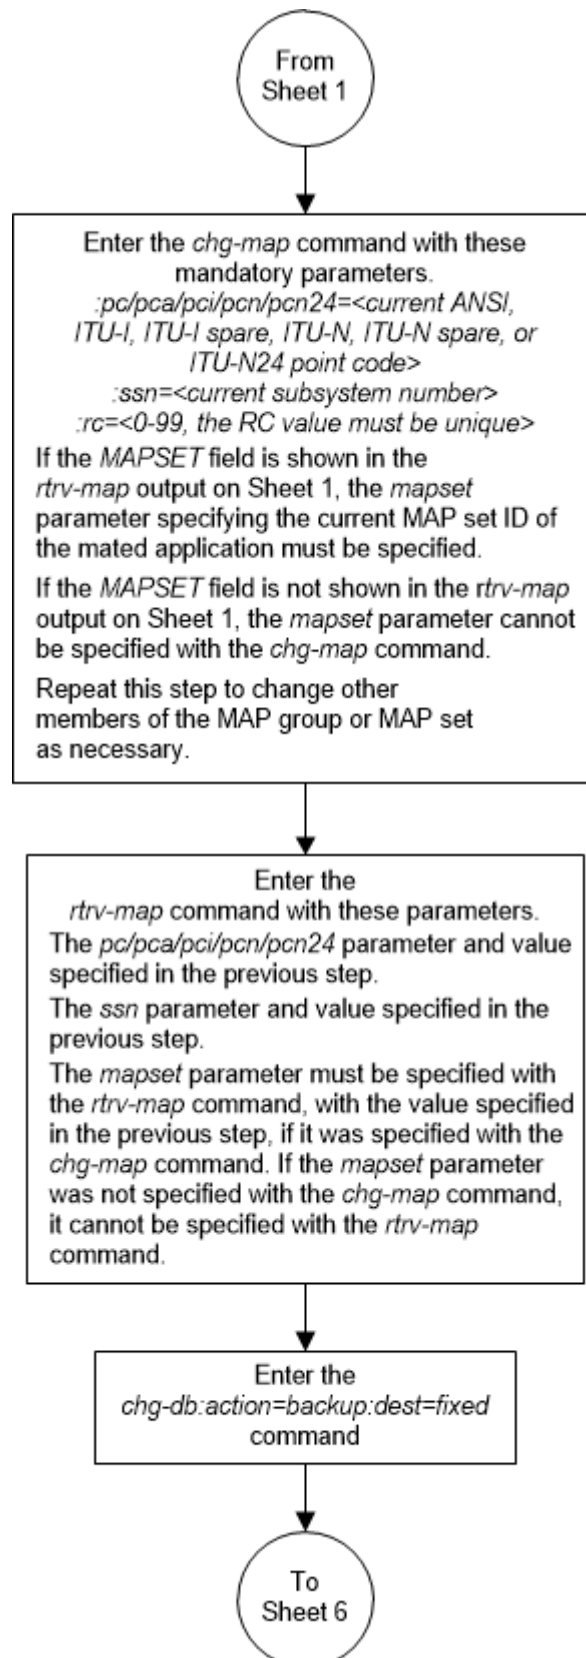 From
Sheet 1
Enter the chg-map command with these
mandatory parameters.
:pc/pca/pci/pcn/pcn24=<current ANSI,
ITU-I, ITU-I spare, ITU-N, ITU-N spare, or
ITU-N24 point code>
:ssn=<current subsystem number>
:rc=<0-99, the RC value must be unique>
If the MAPSET field is shown in the
rtrv-map output on Sheet 1, the mapset
parameter specifying the current MAP set ID of
the mated application must be specified.
If the MAPSET field is not shown in the rtrv-map
output on Sheet 1, the mapset parameter cannot
be specified with the chg-map command.
Repeat this step to change other
members of the MAP group or MAP set
as necessary.
Enter the
rtrv-map command with these parameters.
The pc/pca/pci/pcn/pcn24 parameter and value
specified in the previous step.
The ssn parameter and value specified in the
previous step.
The mapset parameter must be specified with
the rtrv-map command, with the value specified
in the previous step, if it was specified with the
chg-map command. If the mapset parameter
was not specified with the chg-map command,
it cannot be specified with the rtrv-map
command.
Enter the
chg-db:action=backup:dest=fixed
command
To
Sheet 6